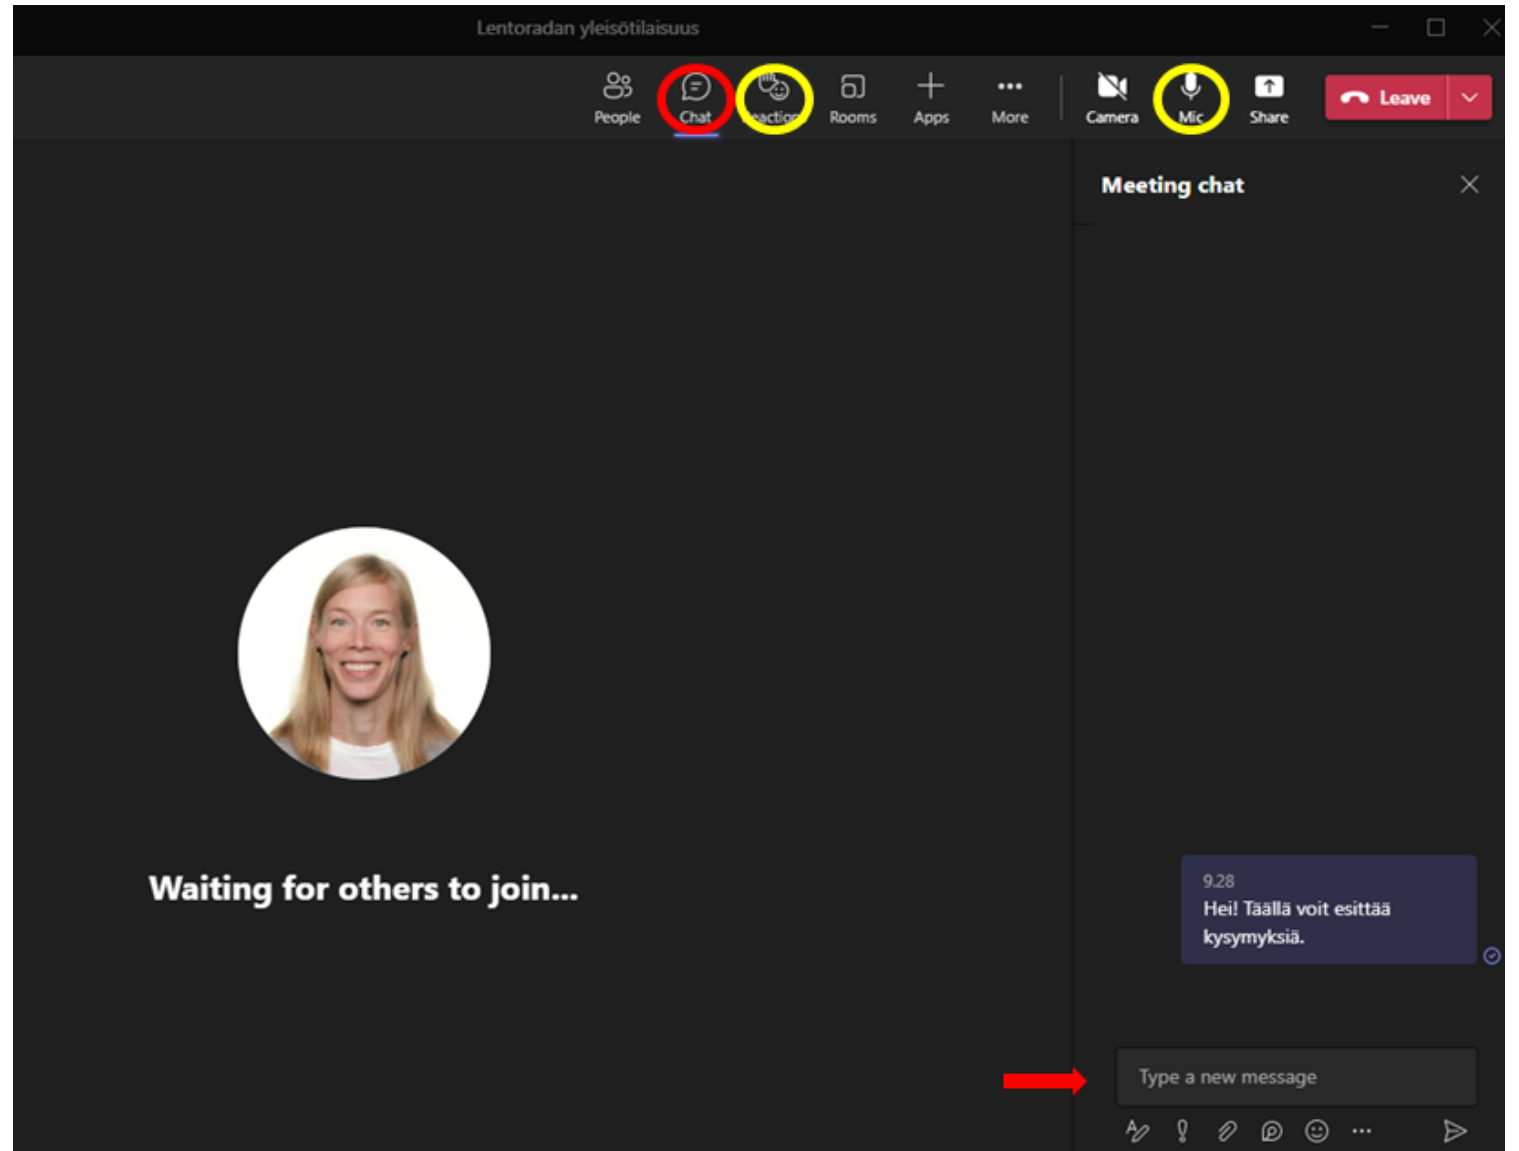 Lentoradan yleisötilaisuus
People Chat Reactions Rooms Apps More Camera Mic Share Leave
Meeting chat
Waiting for others to join...
9.28
Hei! Täällä voit esittää
kysymyksiä.
Type a new message